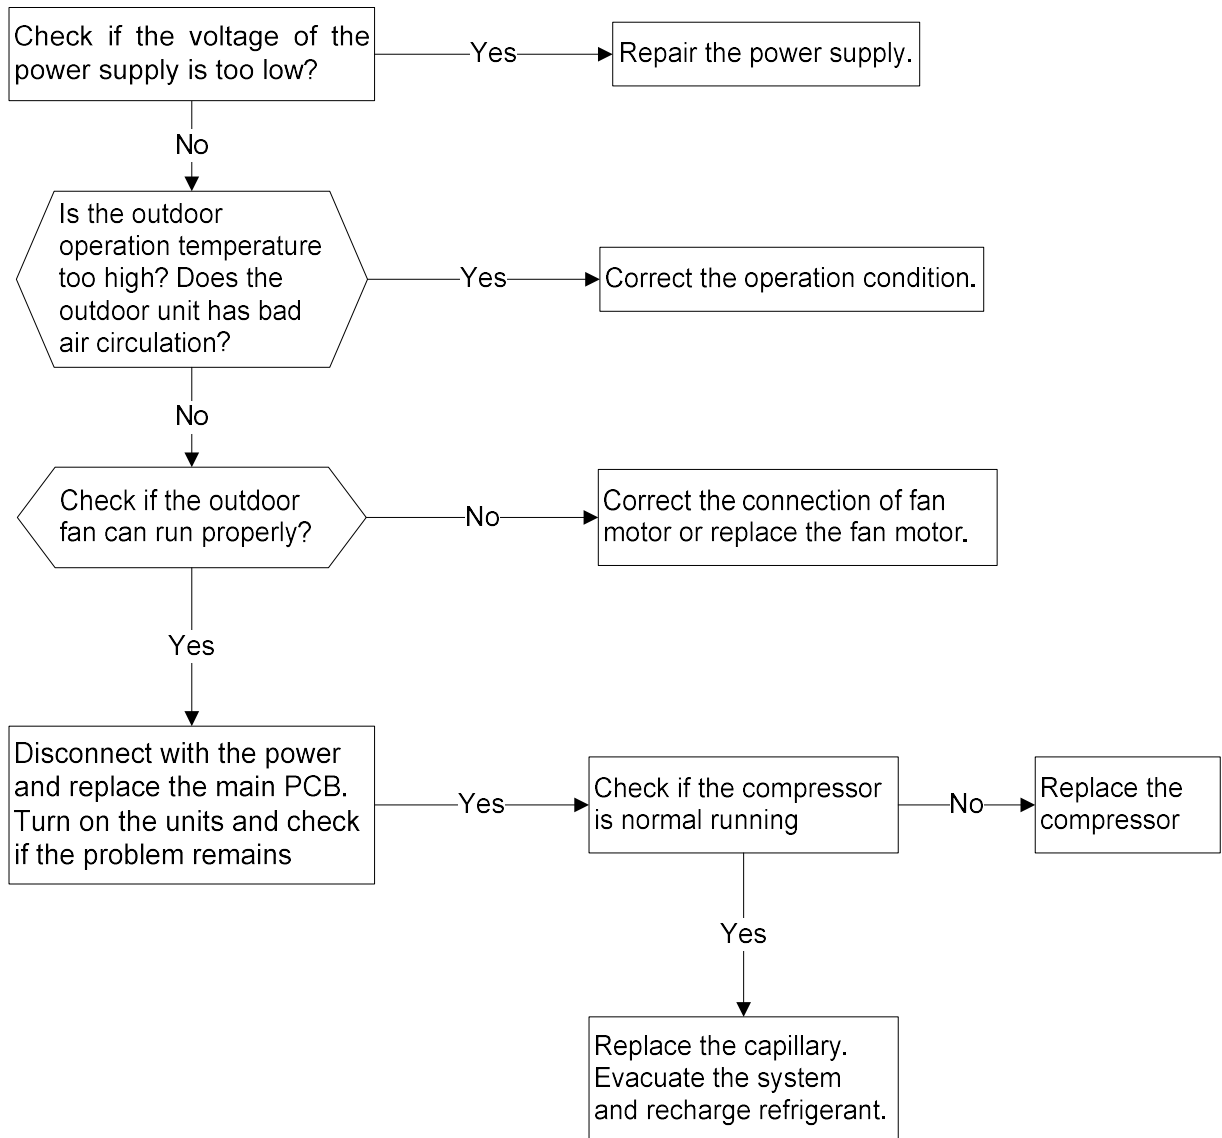 Check if the voltage of the
power supply is too low?
Yes
Repair the power supply.
No
Is the outdoor
operation temperature
too high? Does the
outdoor unit has bad
air circulation?
Yes
Correct the operation condition.
No
Check if the outdoor
fan can run properly?
No
Correct the connection of fan
motor or replace the fan motor.
Yes
Disconnect with the power
and replace the main PCB.
Turn on the units and check
if the problem remains
Yes
Check if the compressor
is normal running
No
Replace the
compressor
Yes
Replace the capillary.
Evacuate the system
and recharge refrigerant.